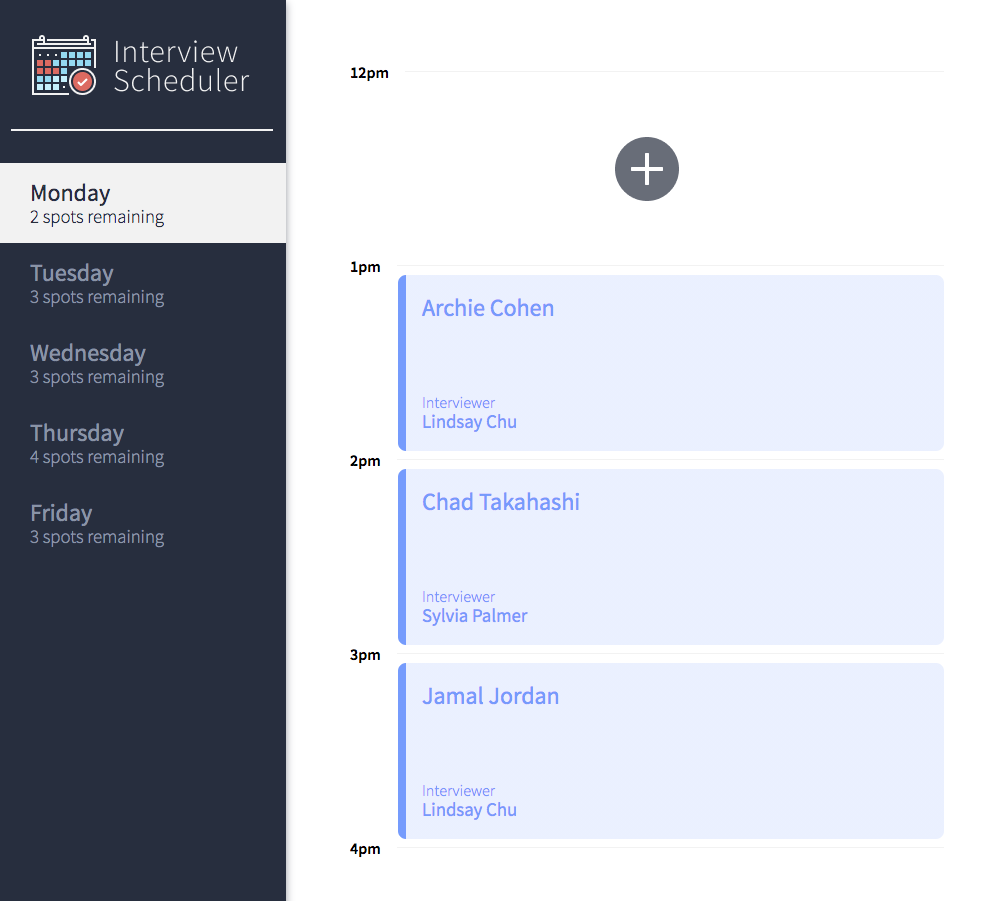 Interview
Scheduler
Monday
2 spots remaining
Tuesday
3 spots remaining
Wednesday
3 spots remaining
Thursday
4 spots remaining
Friday
3 spots remaining
12pm
1pm
Archie Cohen
Interviewer
Lindsay Chu
2pm
Chad Takahashi
Interviewer
Sylvia Palmer
3pm
Jamal Jordan
Interviewer
Lindsay Chu
4pm